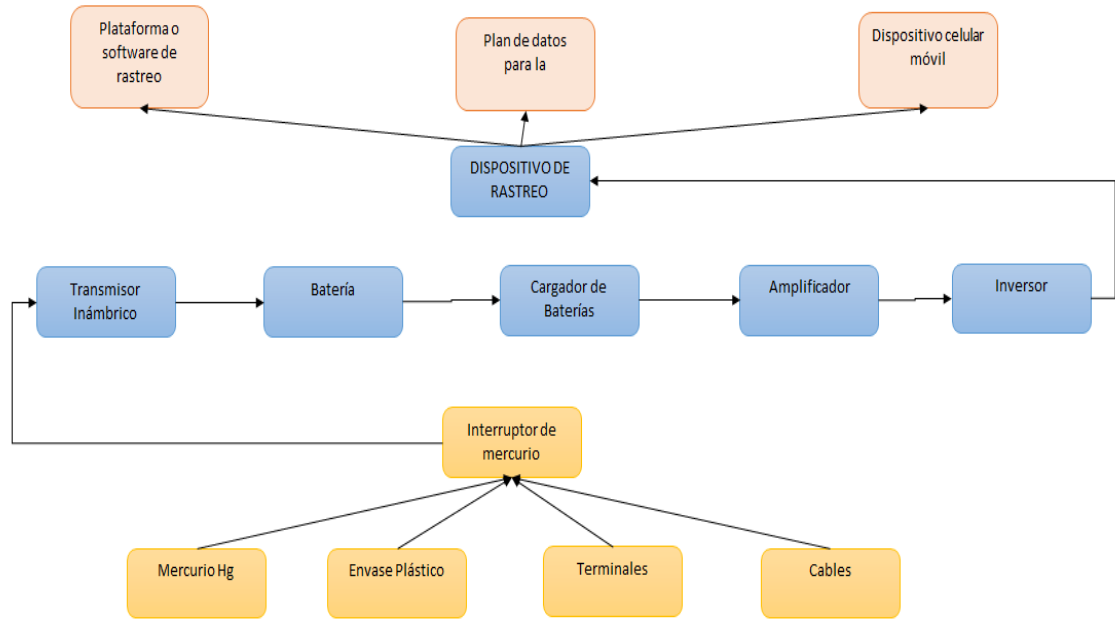 Plataforma o
software de
rastreo
Plan de datos
para la
Dispositivo celular
móvil
DISPOSITIVO DE
RASTREO
Transmisor
Inámbrico
Batería
Cargador de
Baterías
Amplificador
Inversor
Interruptor de
mercurio
Mercurio Hg
Envase Plástico
Terminales
Cables